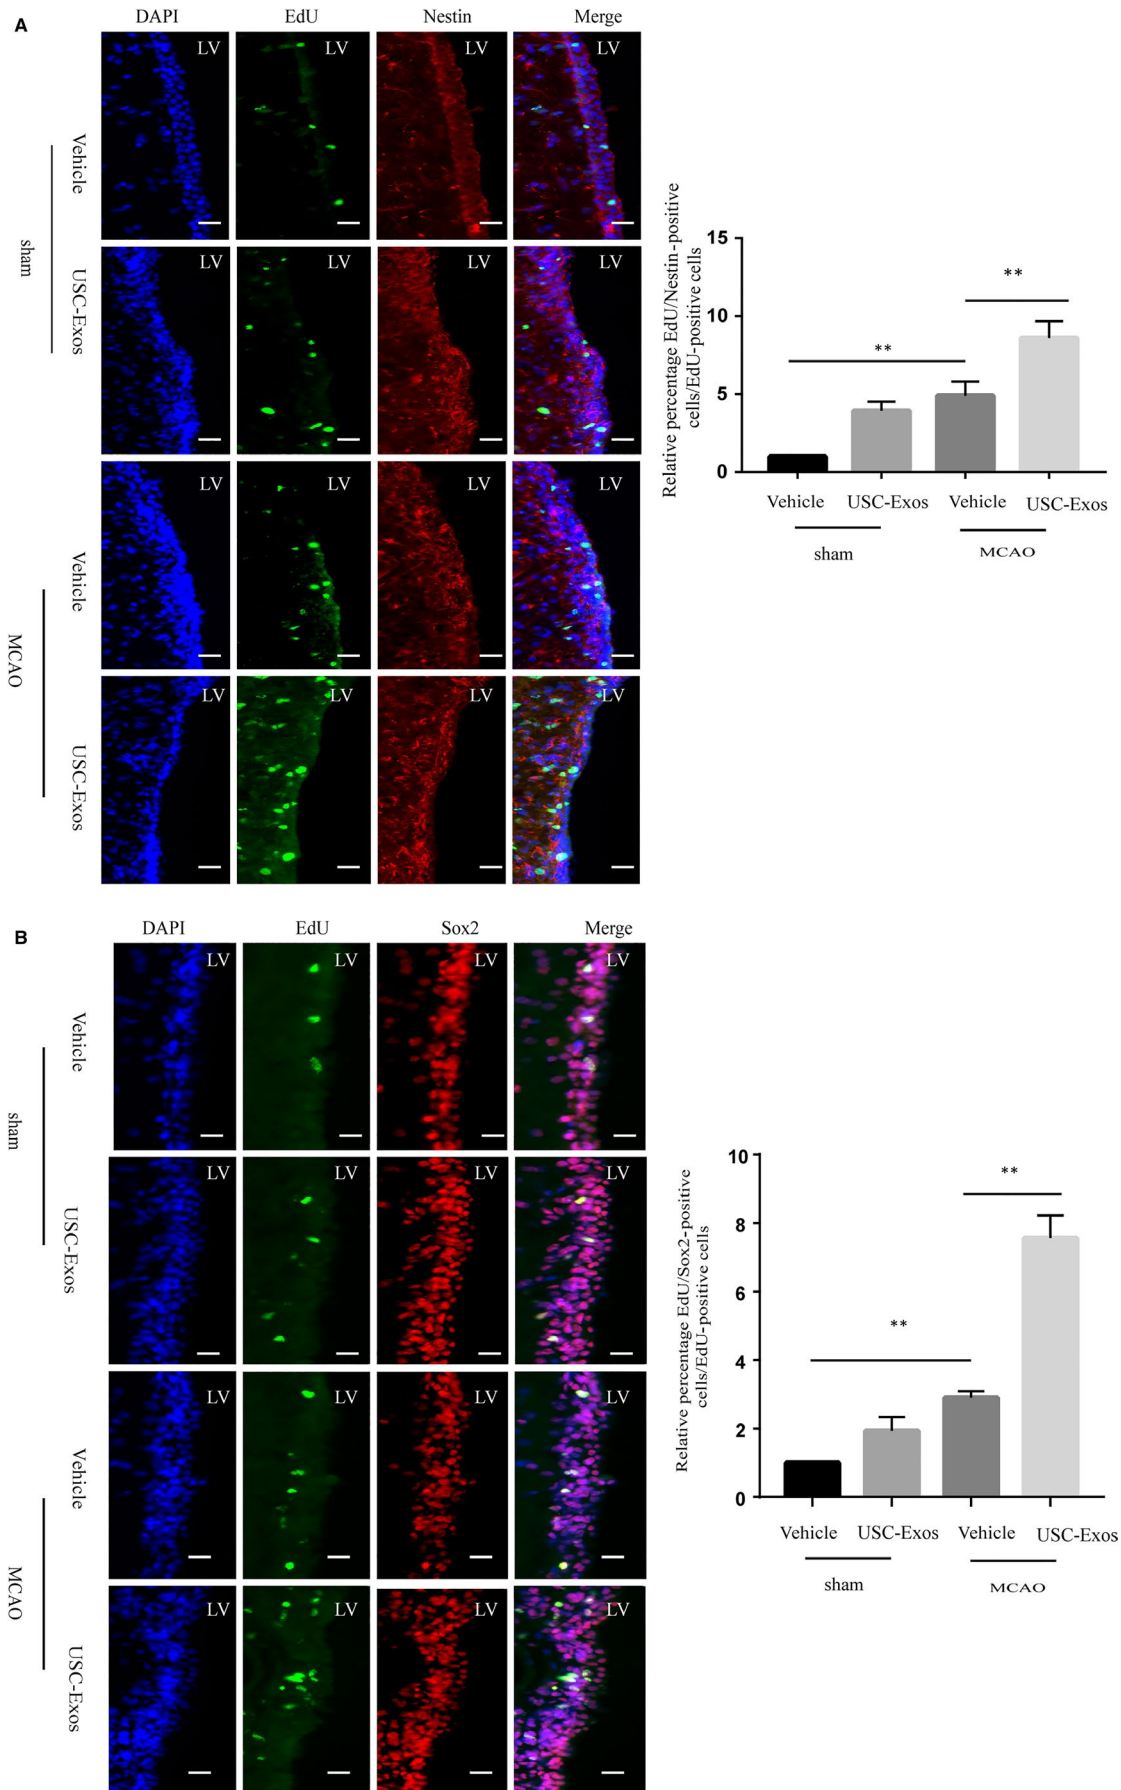 A
DAPI EdU Nestin Merge
LV LV LV LV
Vehicle
LV LV LV LV
USC-Exos
sham
LV LV LV LV
Vehicle
LV LV LV LV
USC-Exos
MCAO
Relative percentage EdU/Nestin-positive
cells/EdU-positive cells
15
10
5
0
**
**
Vehicle USC-Exos Vehicle USC-Exos
sham MCAO
B
DAPI EdU Sox2 Merge
LV LV LV LV
Vehicle
LV LV LV LV
USC-Exos
sham
LV LV LV LV
Vehicle
LV LV LV LV
USC-Exos
MCAO
Relative percentage EdU/Sox2-positive
cells/EdU-positive cells
10
8
6
4
2
0
**
**
Vehicle USC-Exos Vehicle USC-Exos
sham MCAO